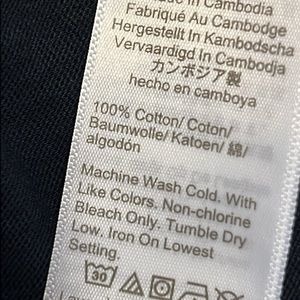 in Cambodia
Fabriqué Au Cambodge
Hergestellt In Kambodscha
Vervaardigd In Cambodja
カンボジア製
hecho en camboya
100% Cotton/ Coton/
Baumwolle/ Katoen/ 綿/
algodón
Machine Wash Cold. With
Like Colors. Non-chlorine
Bleach Only. Tumble Dry
Low. Iron On Lowest
Setting.
30